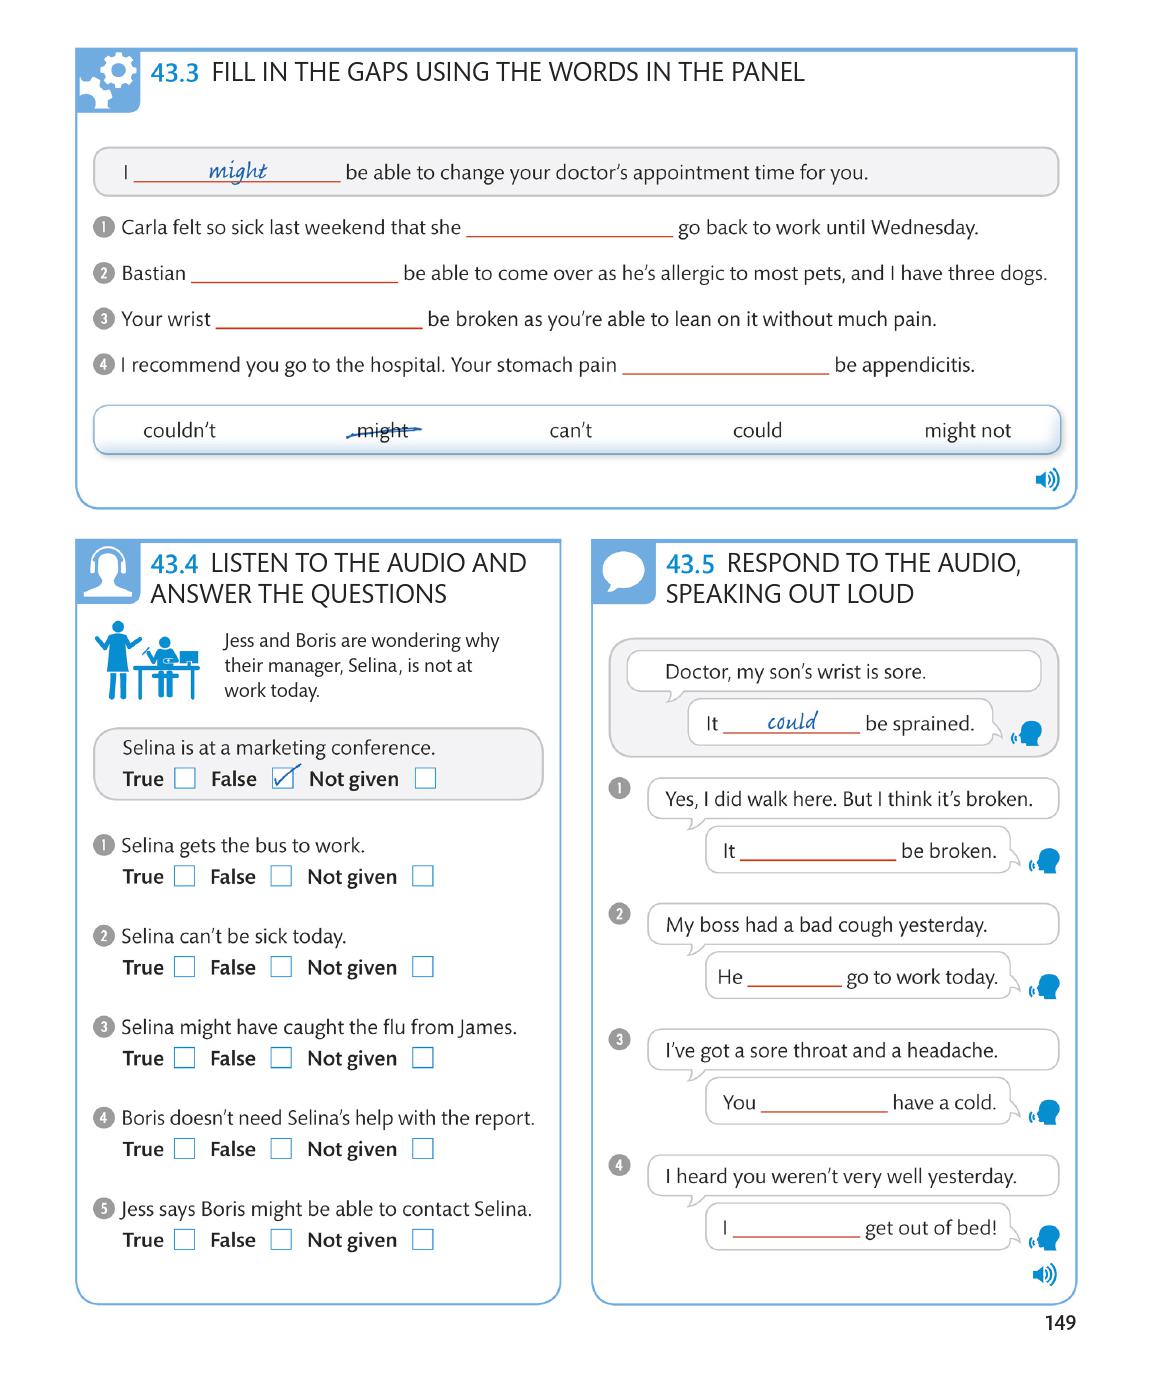 43.3 FILL IN THE GAPS USING THE WORDS IN THE PANEL
I might be able to change your doctor's appointment time for you.
1 Carla felt so sick last weekend that she ____ go back to work until Wednesday.
2 Bastian ____ be able to come over as he's allergic to most pets, and I have three dogs.
3 Your wrist ____ be broken as you're able to lean on it without much pain.
4 I recommend you go to the hospital. Your stomach pain ____ be appendicitis.
couldn't might can't could might not
43.4 LISTEN TO THE AUDIO AND
ANSWER THE QUESTIONS
Jess and Boris are wondering why
their manager, Selina, is not at
work today.
Selina is at a marketing conference.
True False Not given
1 Selina gets the bus to work.
True False Not given
2 Selina can't be sick today.
True False Not given
3 Selina might have caught the flu from James.
True False Not given
4 Boris doesn't need Selina's help with the report.
True False Not given
5 Jess says Boris might be able to contact Selina.
True False Not given
43.5 RESPOND TO THE AUDIO,
SPEAKING OUT LOUD
Doctor, my son's wrist is sore.
It could be sprained.
1 Yes, I did walk here. But I think it's broken.
It ____ be broken.
2 My boss had a bad cough yesterday.
He ____ go to work today.
3 I've got a sore throat and a headache.
You ____ have a cold.
4 I heard you weren't very well yesterday.
I ____ get out of bed!
149